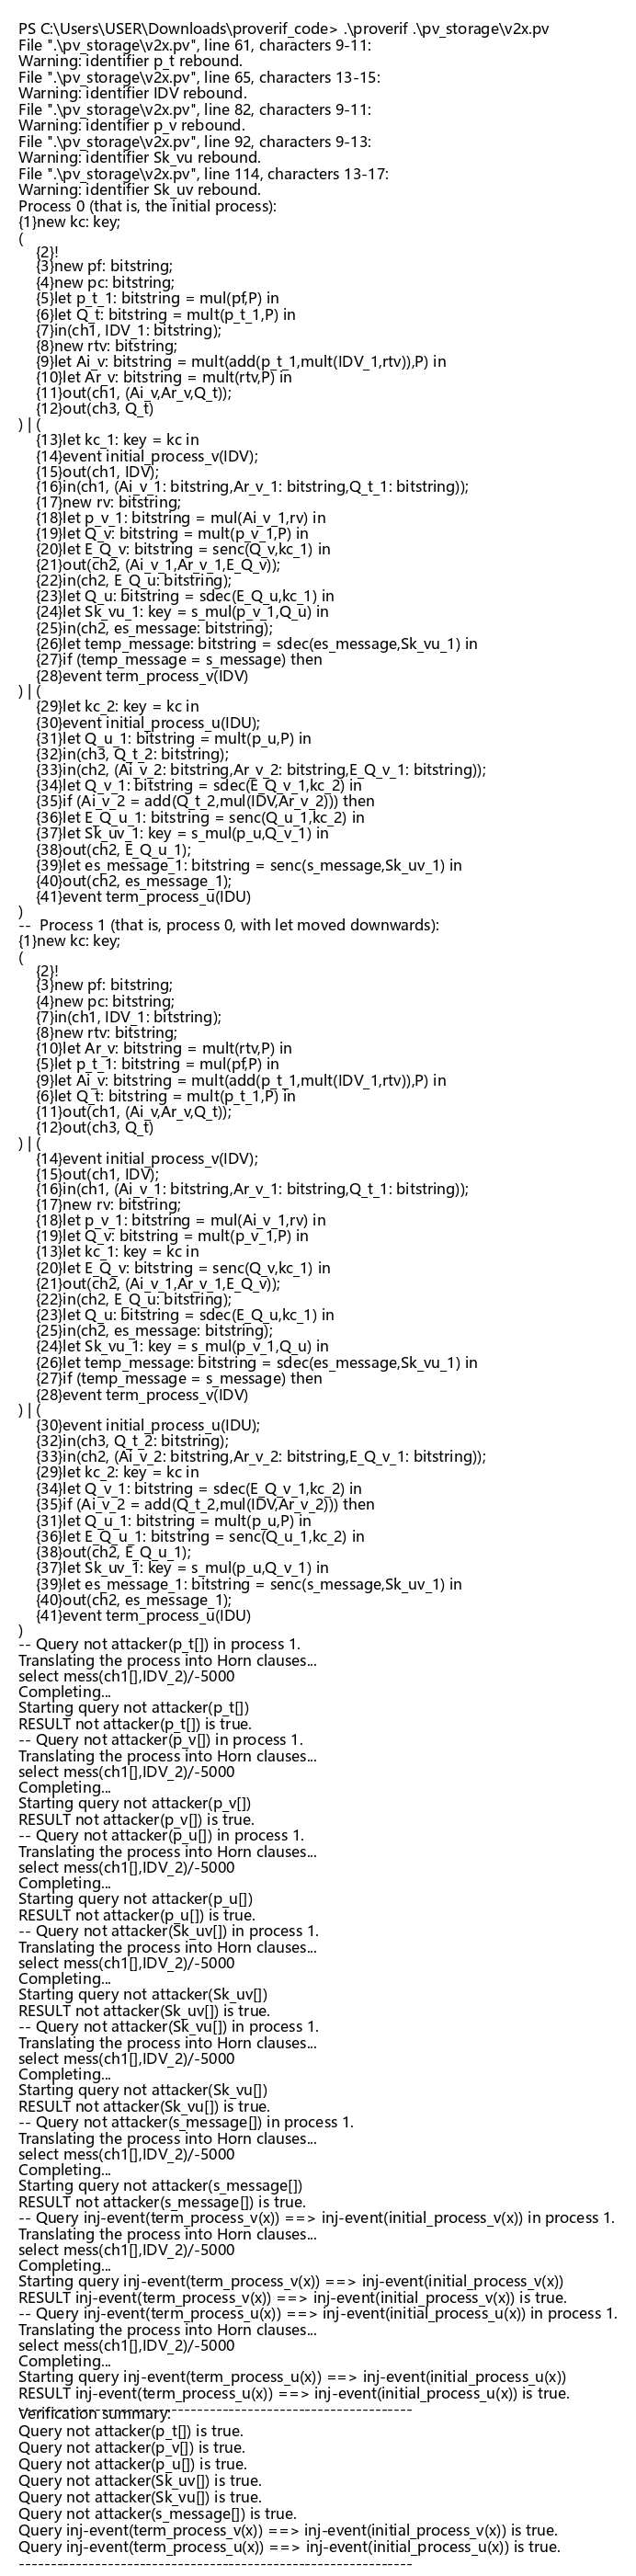 PS C:\Users\USER\Downloads\proverif_code> .\proverif .\pv_storage\v2x.pv
File ".\pv_storage\v2x.pv", line 61, characters 9-11:
Warning: identifier p_t rebound.
File ".\pv_storage\v2x.pv", line 65, characters 13-15:
Warning: identifier IDV rebound.
File ".\pv_storage\v2x.pv", line 82, characters 9-11:
Warning: identifier p_v rebound.
File ".\pv_storage\v2x.pv", line 92, characters 9-13:
Warning: identifier Sk_vu rebound.
File ".\pv_storage\v2x.pv", line 114, characters 13-17:
Warning: identifier Sk_uv rebound.
Process 0 (that is, the initial process):
{1}new kc: key;
(
{2}!
{3}new pf: bitstring;
{4}new pc: bitstring;
{5}let p_t_1: bitstring = mul(pf,P) in
{6}let Q_t: bitstring = mult(p_t_1,P) in
{7}in(ch1, IDV_1: bitstring);
{8}new rtv: bitstring;
{9}let Ai_v: bitstring = mult(add(p_t_1,mult(IDV_1,rtv)),P) in
{10}let Ar_v: bitstring = mult(rtv,P) in
{11}out(ch1, (Ai_v,Ar_v,Q_t));
{12}out(ch3, Q_t)
) | (
{13}let kc_1: key = kc in
{14}event initial_process_v(IDV);
{15}out(ch1, IDV);
{16}in(ch1, (Ai_v_1: bitstring,Ar_v_1: bitstring,Q_t_1: bitstring));
{17}new rv: bitstring;
{18}let p_v_1: bitstring = mul(Ai_v_1,rv) in
{19}let Q_v: bitstring = mult(p_v_1,P) in
{20}let E_Q_v: bitstring = senc(Q_v,kc_1) in
{21}out(ch2, (Ai_v_1,Ar_v_1,E_Q_v));
{22}in(ch2, E_Q_u: bitstring);
{23}let Q_u: bitstring = sdec(E_Q_u,kc_1) in
{24}let Sk_vu_1: key = s_mul(p_v_1,Q_u) in
{25}in(ch2, es_message: bitstring);
{26}let temp_message: bitstring = sdec(es_message,Sk_vu_1) in
{27}if (temp_message = s_message) then
{28}event term_process_v(IDV)
) | (
{29}let kc_2: key = kc in
{30}event initial_process_u(IDU);
{31}let Q_u_1: bitstring = mult(p_u,P) in
{32}in(ch3, Q_t_2: bitstring);
{33}in(ch2, (Ai_v_2: bitstring,Ar_v_2: bitstring,E_Q_v_1: bitstring));
{34}let Q_v_1: bitstring = sdec(E_Q_v_1,kc_2) in
{35}if (Ai_v_2 = add(Q_t_2,mul(IDV,Ar_v_2))) then
{36}let E_Q_u_1: bitstring = senc(Q_u_1,kc_2) in
{37}let Sk_uv_1: key = s_mul(p_u,Q_v_1) in
{38}out(ch2, E_Q_u_1);
{39}let es_message_1: bitstring = senc(s_message,Sk_uv_1) in
{40}out(ch2, es_message_1);
{41}event term_process_u(IDU)
)
-- Process 1 (that is, process 0, with let moved downwards):
{1}new kc: key;
(
{2}!
{3}new pf: bitstring;
{4}new pc: bitstring;
{7}in(ch1, IDV_1: bitstring);
{8}new rtv: bitstring;
{10}let Ar_v: bitstring = mult(rtv,P) in
{5}let p_t_1: bitstring = mul(pf,P) in
{9}let Ai_v: bitstring = mult(add(p_t_1,mult(IDV_1,rtv)),P) in
{6}let Q_t: bitstring = mult(p_t_1,P) in
{11}out(ch1, (Ai_v,Ar_v,Q_t));
{12}out(ch3, Q_t)
) | (
{14}event initial_process_v(IDV);
{15}out(ch1, IDV);
{16}in(ch1, (Ai_v_1: bitstring,Ar_v_1: bitstring,Q_t_1: bitstring));
{17}new rv: bitstring;
{18}let p_v_1: bitstring = mul(Ai_v_1,rv) in
{19}let Q_v: bitstring = mult(p_v_1,P) in
{13}let kc_1: key = kc in
{20}let E_Q_v: bitstring = senc(Q_v,kc_1) in
{21}out(ch2, (Ai_v_1,Ar_v_1,E_Q_v));
{22}in(ch2, E_Q_u: bitstring);
{23}let Q_u: bitstring = sdec(E_Q_u,kc_1) in
{25}in(ch2, es_message: bitstring);
{24}let Sk_vu_1: key = s_mul(p_v_1,Q_u) in
{26}let temp_message: bitstring = sdec(es_message,Sk_vu_1) in
{27}if (temp_message = s_message) then
{28}event term_process_v(IDV)
) | (
{30}event initial_process_u(IDU);
{32}in(ch3, Q_t_2: bitstring);
{33}in(ch2, (Ai_v_2: bitstring,Ar_v_2: bitstring,E_Q_v_1: bitstring));
{29}let kc_2: key = kc in
{34}let Q_v_1: bitstring = sdec(E_Q_v_1,kc_2) in
{35}if (Ai_v_2 = add(Q_t_2,mul(IDV,Ar_v_2))) then
{31}let Q_u_1: bitstring = mult(p_u,P) in
{36}let E_Q_u_1: bitstring = senc(Q_u_1,kc_2) in
{38}out(ch2, E_Q_u_1);
{37}let Sk_uv_1: key = s_mul(p_u,Q_v_1) in
{39}let es_message_1: bitstring = senc(s_message,Sk_uv_1) in
{40}out(ch2, es_message_1);
{41}event term_process_u(IDU)
)
-- Query not attacker(p_t[]) in process 1.
Translating the process into Horn clauses...
select mess(ch1[],IDV_2)/-5000
Completing...
Starting query not attacker(p_t[])
RESULT not attacker(p_t[]) is true.
-- Query not attacker(p_v[]) in process 1.
Translating the process into Horn clauses...
select mess(ch1[],IDV_2)/-5000
Completing...
Starting query not attacker(p_v[])
RESULT not attacker(p_v[]) is true.
-- Query not attacker(p_u[]) in process 1.
Translating the process into Horn clauses...
select mess(ch1[],IDV_2)/-5000
Completing...
Starting query not attacker(p_u[])
RESULT not attacker(p_u[]) is true.
-- Query not attacker(Sk_uv[]) in process 1.
Translating the process into Horn clauses...
select mess(ch1[],IDV_2)/-5000
Completing...
Starting query not attacker(Sk_uv[])
RESULT not attacker(Sk_uv[]) is true.
-- Query not attacker(Sk_vu[]) in process 1.
Translating the process into Horn clauses...
select mess(ch1[],IDV_2)/-5000
Completing...
Starting query not attacker(Sk_vu[])
RESULT not attacker(Sk_vu[]) is true.
-- Query not attacker(s_message[]) in process 1.
Translating the process into Horn clauses...
select mess(ch1[],IDV_2)/-5000
Completing...
Starting query not attacker(s_message[])
RESULT not attacker(s_message[]) is true.
-- Query inj-event(term_process_v(x)) ==> inj-event(initial_process_v(x)) in process 1.
Translating the process into Horn clauses...
select mess(ch1[],IDV_2)/-5000
Completing...
Starting query inj-event(term_process_v(x)) ==> inj-event(initial_process_v(x))
RESULT inj-event(term_process_v(x)) ==> inj-event(initial_process_v(x)) is true.
-- Query inj-event(term_process_u(x)) ==> inj-event(initial_process_u(x)) in process 1.
Translating the process into Horn clauses...
select mess(ch1[],IDV_2)/-5000
Completing...
Starting query inj-event(term_process_u(x)) ==> inj-event(initial_process_u(x))
RESULT inj-event(term_process_u(x)) ==> inj-event(initial_process_u(x)) is true.
--------------------------------------------------------------
Verification summary:
Query not attacker(p_t[]) is true.
Query not attacker(p_v[]) is true.
Query not attacker(p_u[]) is true.
Query not attacker(Sk_uv[]) is true.
Query not attacker(Sk_vu[]) is true.
Query not attacker(s_message[]) is true.
Query inj-event(term_process_v(x)) ==> inj-event(initial_process_v(x)) is true.
Query inj-event(term_process_u(x)) ==> inj-event(initial_process_u(x)) is true.
--------------------------------------------------------------